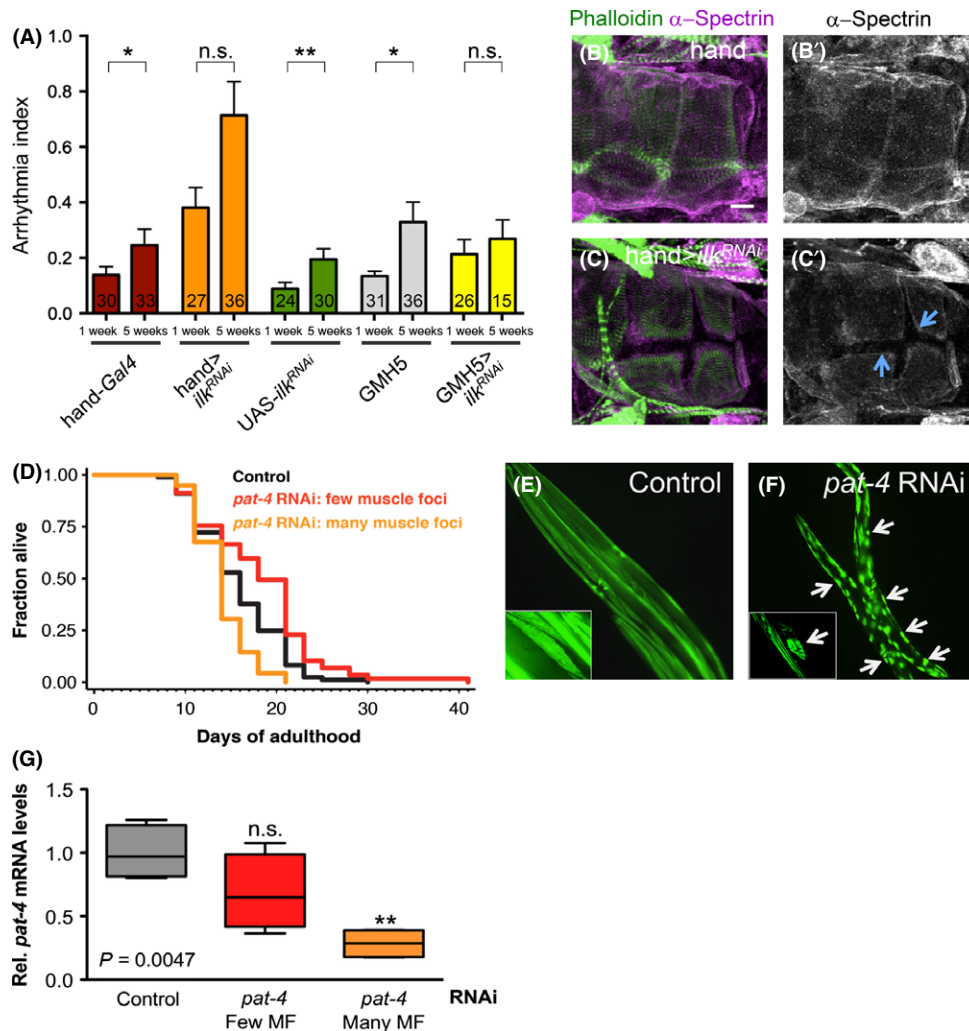 (A)
Arrhythmia index
1.0
0.8
0.6
0.4
0.2
0.0
* n.s. ** * n.s.
30 33 27 36 24 30 31 36 26 15
1 week 5 weeks 1 week 5 weeks 1 week 5 weeks 1 week 5 weeks 1 week 5 weeks
hand-Gal4
hand>
ilkRNAi
UAS-ilkRNAi
GMH5
GMH5>
ilkRNAi
Phalloidin α–Spectrin
α–Spectrin
(B) hand
(B′)
(C) hand>ilkRNAi
(C′)
(D)
Fraction alive
1.00
0.75
0.50
0.25
0.00
Control
pat-4 RNAi: few muscle foci
pat-4 RNAi: many muscle foci
0 10 20 30 40
Days of adulthood
(E) Control
(F) pat-4 RNAi
(G)
Rel. pat-4 mRNA levels
1.5
1.0
0.5
0.0
n.s.
**
P = 0.0047
Control
pat-4
Few MF
pat-4
Many MF
RNAi